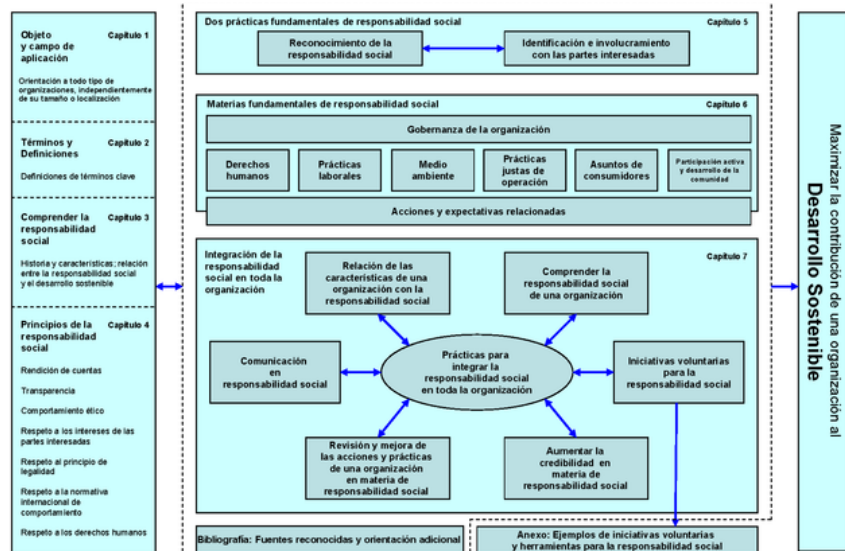 Objeto
y campo de
aplicación
Capítulo 1
Orientación a todo tipo de
organizaciones, independientemente
de su tamaño o localización
Términos y
Definiciones
Capítulo 2
Definiciones de términos clave
Comprender la
responsabilidad
social
Capítulo 3
Historia y características; relación
entre la responsabilidad social
y el desarrollo sostenible
Principios de la
responsabilidad
social
Capítulo 4
Rendición de cuentas
Transparencia
Comportamiento ético
Respeto a los intereses de las
partes interesadas
Respeto al principio de
legalidad
Respeto a la normativa
internacional de
comportamiento
Respeto a los derechos humanos
Dos prácticas fundamentales de responsabilidad social
Capítulo 5
Reconocimiento de la
responsabilidad social
Identificación e involucramiento
con las partes interesadas
Materias fundamentales de responsabilidad social
Capítulo 6
Gobernanza de la organización
Derechos
humanos
Prácticas
laborales
Medio
ambiente
Prácticas
justas de
operación
Asuntos de
consumidores
Participación activa
y desarrollo de la
comunidad
Acciones y expectativas relacionadas
Integración de la
responsabilidad
social en toda la
organización
Capítulo 7
Relación de las
características de una
organización con la
responsabilidad social
Comprender la
responsabilidad social
de una organización
Comunicación
en
responsabilidad social
Prácticas para
integrar la
responsabilidad social
en toda la organización
Iniciativas voluntarias
para la
responsabilidad social
Revisión y mejora de
las acciones y prácticas
de una organización
en materia de
responsabilidad social
Aumentar la
credibilidad en
materia de
responsabilidad social
Bibliografía: Fuentes reconocidas y orientación adicional
Anexo: Ejemplos de iniciativas voluntarias
y herramientas para la responsabilidad social
Maximizar la contribución de una organización al
Desarrollo Sostenible